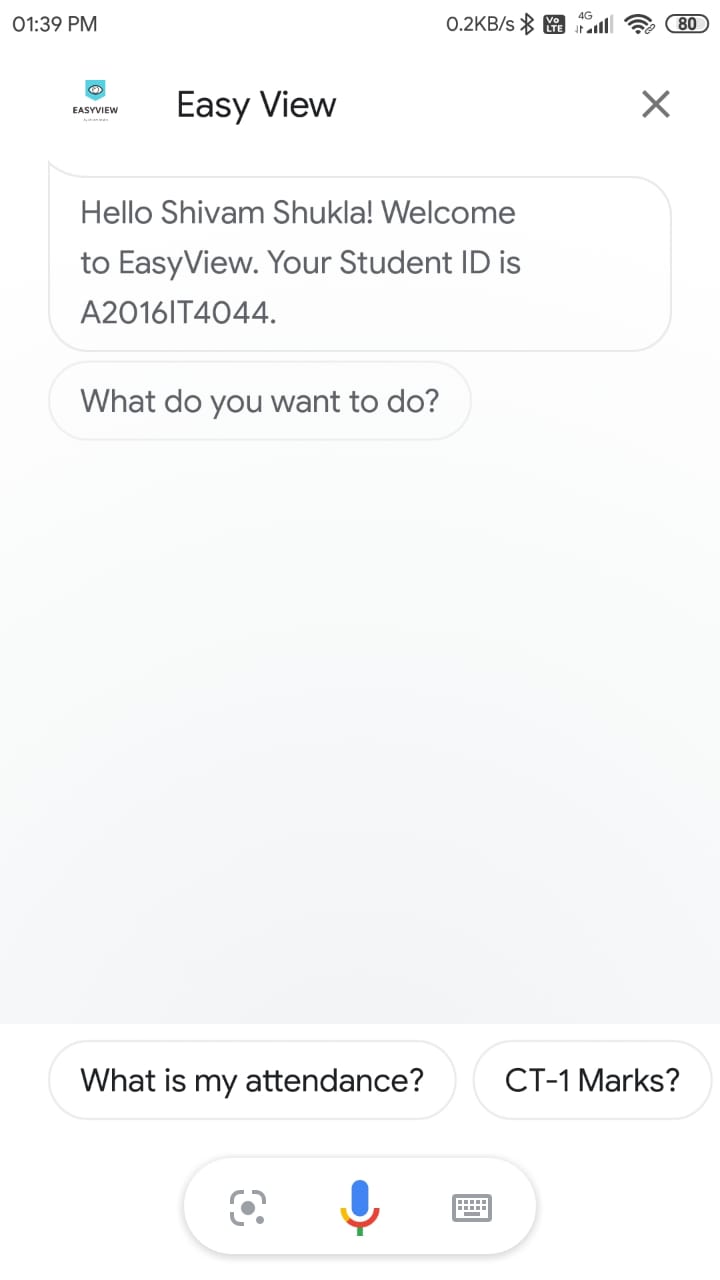 01:39 PM 0.2KB/s Vo LTE 4G 80
EASYVIEW
Easy View
Hello Shivam Shukla! Welcome
to EasyView. Your Student ID is
A2016IT4044.
What do you want to do?
What is my attendance? CT-1 Marks?